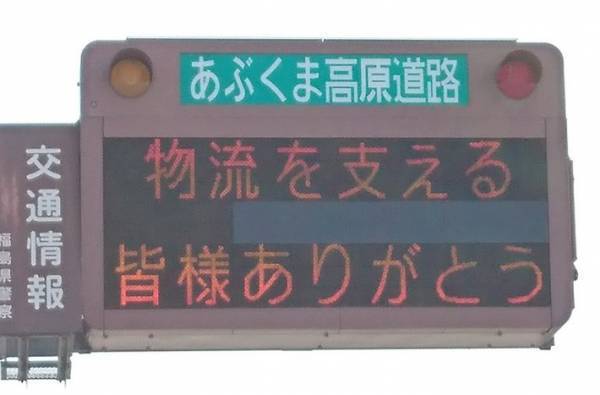 あぶくま高原道路
物流を支える
皆様ありがとう
交通情報
福島県警察